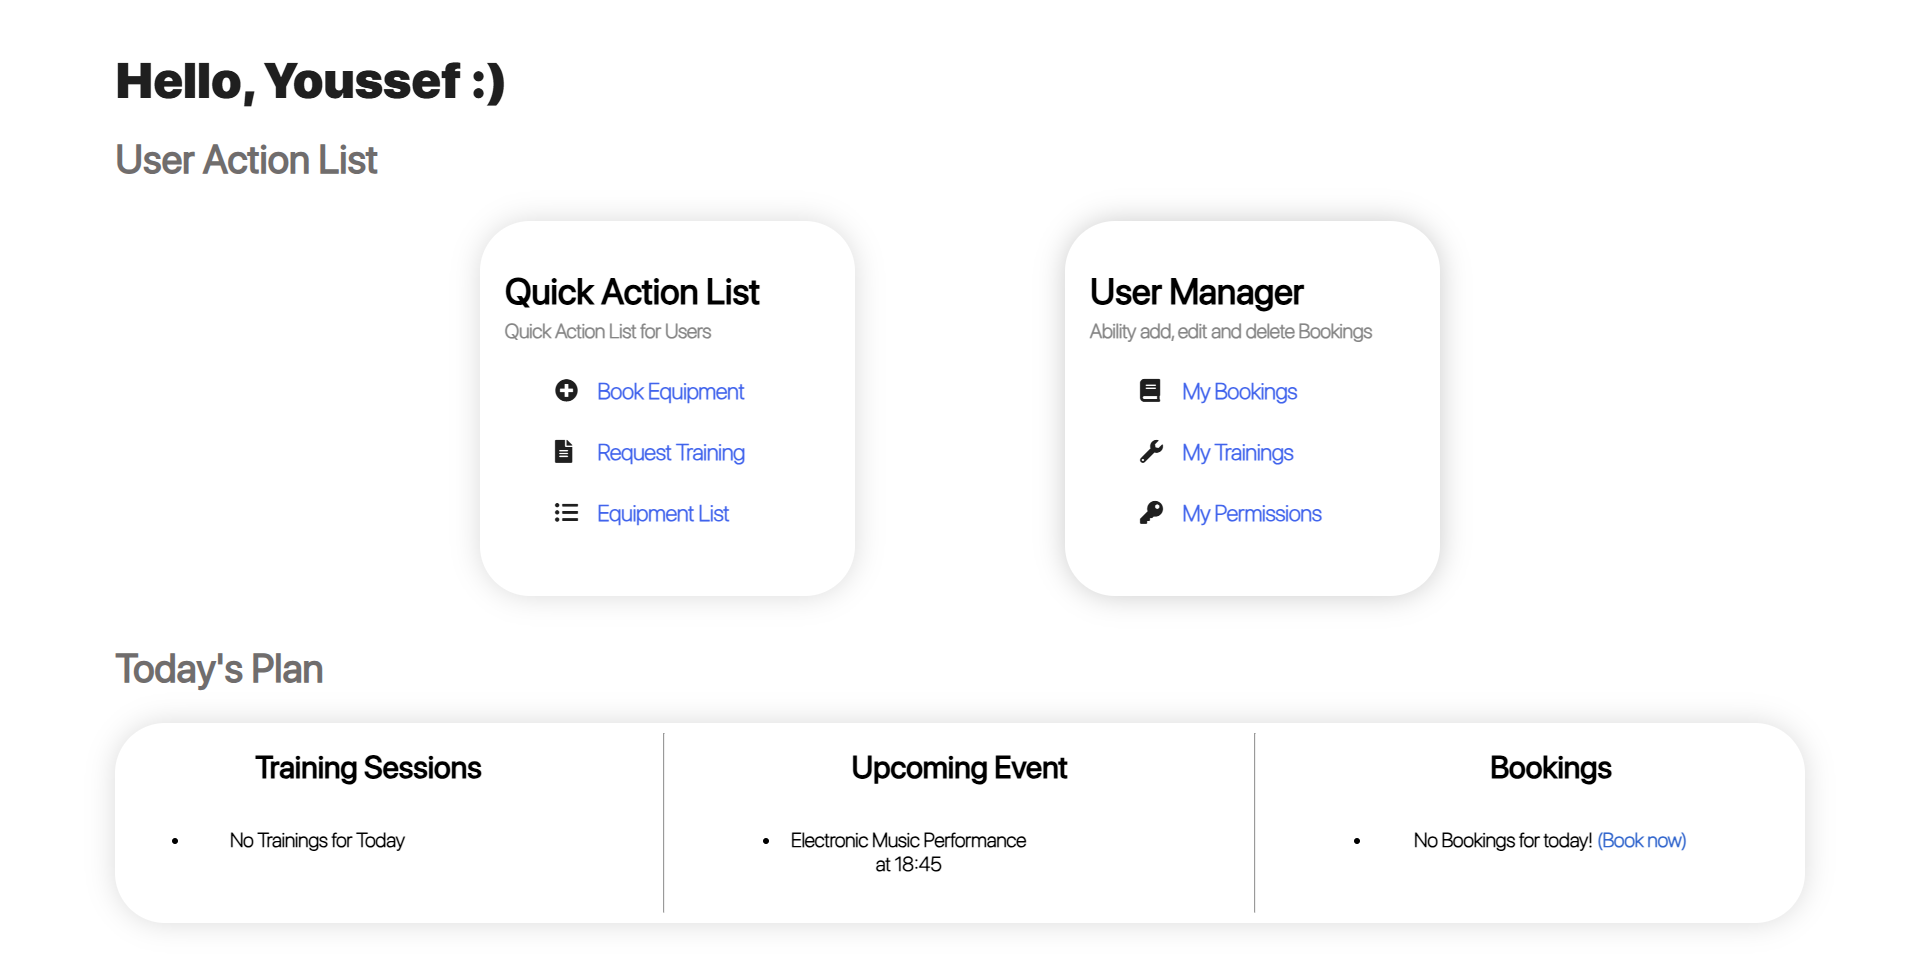 Hello, Youssef :)
User Action List
Quick Action List
Quick Action List for Users
Book Equipment
Request Training
Equipment List
User Manager
Ability add, edit and delete Bookings
My Bookings
My Trainings
My Permissions
Today's Plan
Training Sessions
No Trainings for Today
Upcoming Event
Electronic Music Performance
at 18:45
Bookings
No Bookings for today! (Book now)